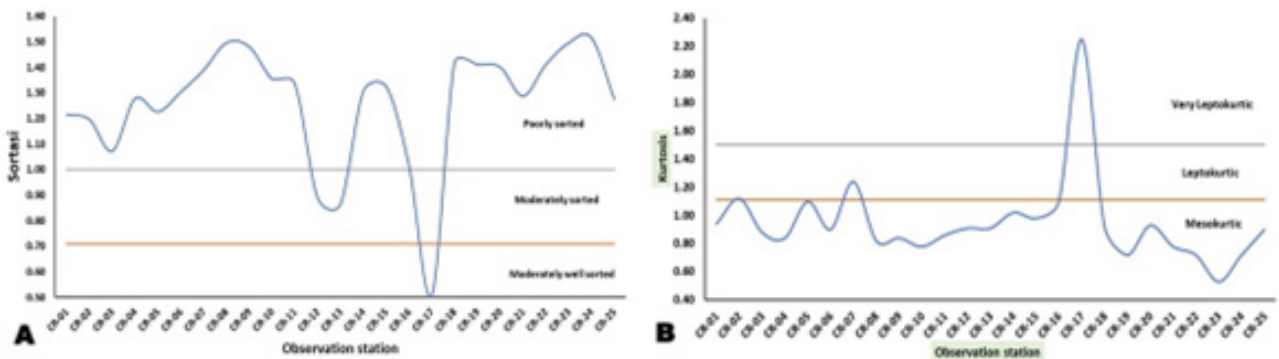 1.60
1.50
1.40
1.30
1.20
1.10
1.00
0.90
0.80
0.70
0.60
0.50
Sortasi
Poorly sorted
Moderately sorted
Moderately well sorted
CR-01 CR-02 CR-03 CR-04 CR-05 CR-06 CR-07 CR-08 CR-09 CR-10 CR-11 CR-12 CR-13 CR-14 CR-15 CR-16 CR-17 CR-18 CR-19 CR-20 CR-21 CR-22 CR-23 CR-24 CR-25
Observation station
A
2.40
2.20
2.00
1.80
1.60
1.40
1.20
1.00
0.80
0.60
0.40
Kurtosis
Very Leptokurtic
Leptokurtic
Mesokurtic
CR-01 CR-02 CR-03 CR-04 CR-05 CR-06 CR-07 CR-08 CR-09 CR-10 CR-11 CR-12 CR-13 CR-14 CR-15 CR-16 CR-17 CR-18 CR-19 CR-20 CR-21 CR-22 CR-23 CR-24 CR-25
Observation station
B